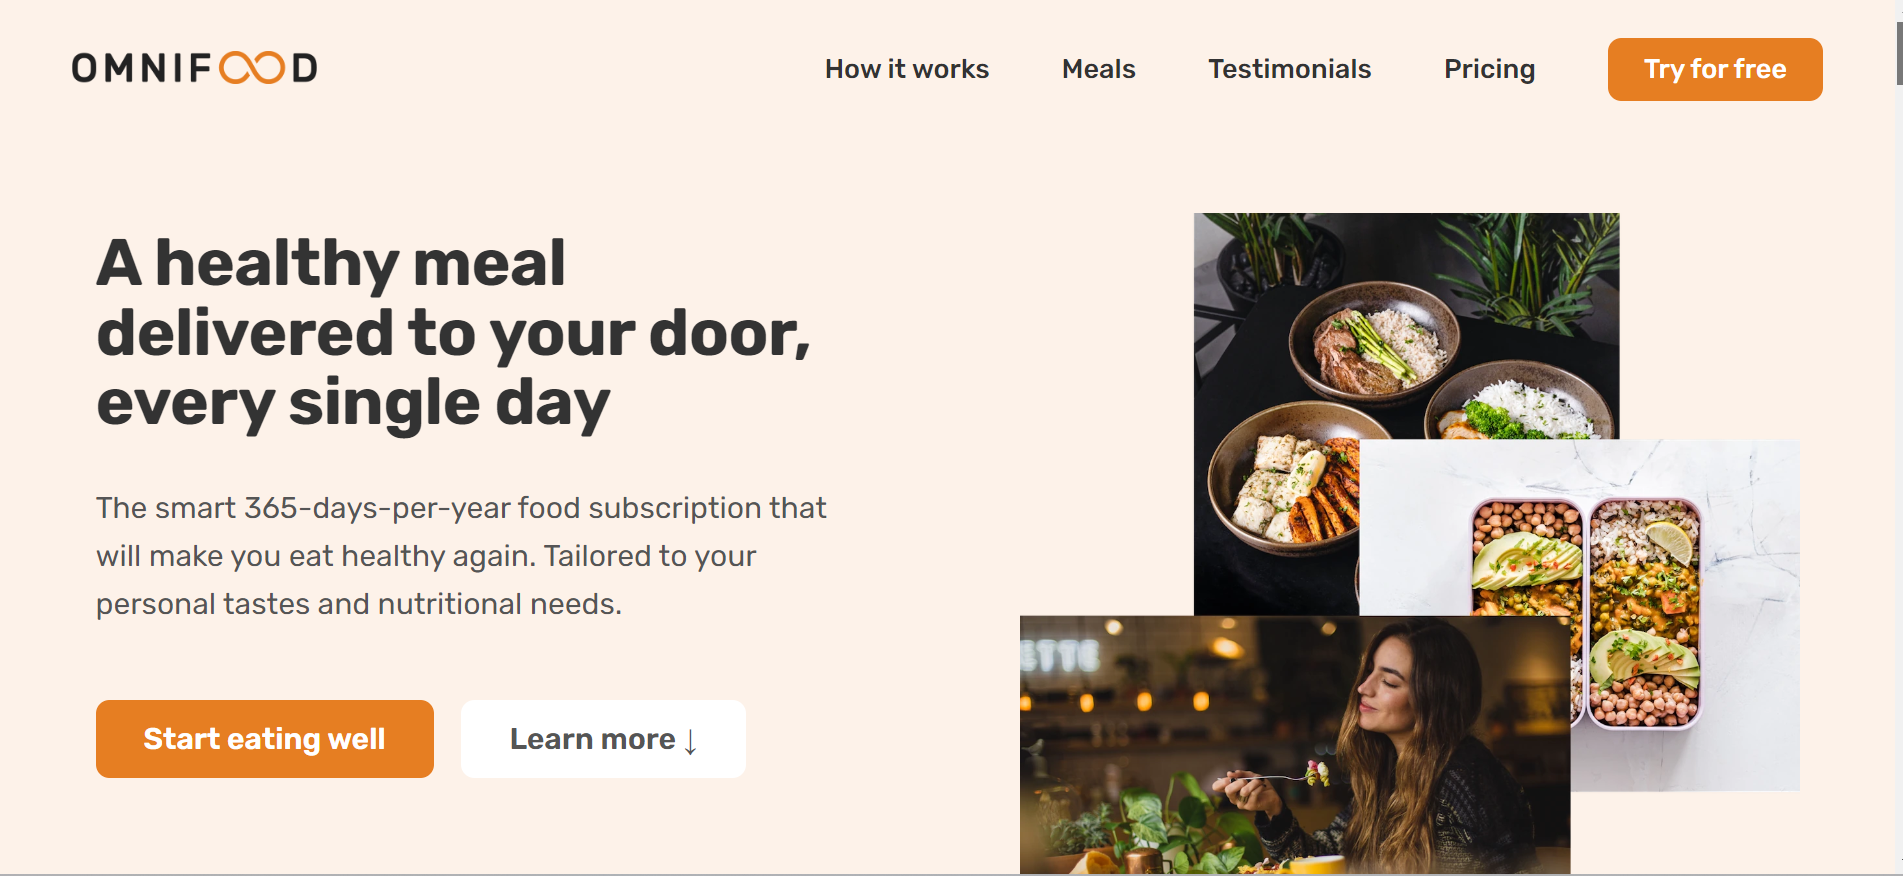 OMNIFOOD
How it works
Meals
Testimonials
Pricing
Try for free
A healthy meal
delivered to your door,
every single day
The smart 365-days-per-year food subscription that
will make you eat healthy again. Tailored to your
personal tastes and nutritional needs.
Start eating well
Learn more ↓
ETTE